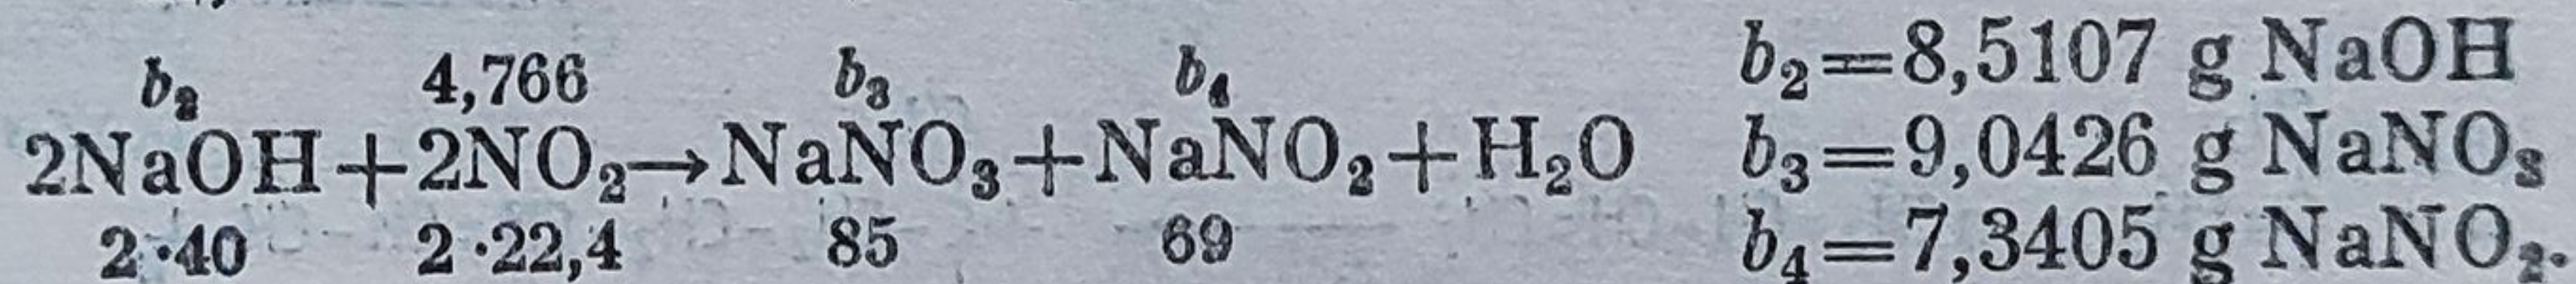 b₂ 4,766 b₃ b₄ b₂=8,5107 g NaOH
2NaOH+2NO₂→NaNO₃+NaNO₂+H₂O b₃=9,0426 g NaNO₃
2·40 2·22,4 85 69 b₄=7,3405 g NaNO₂.